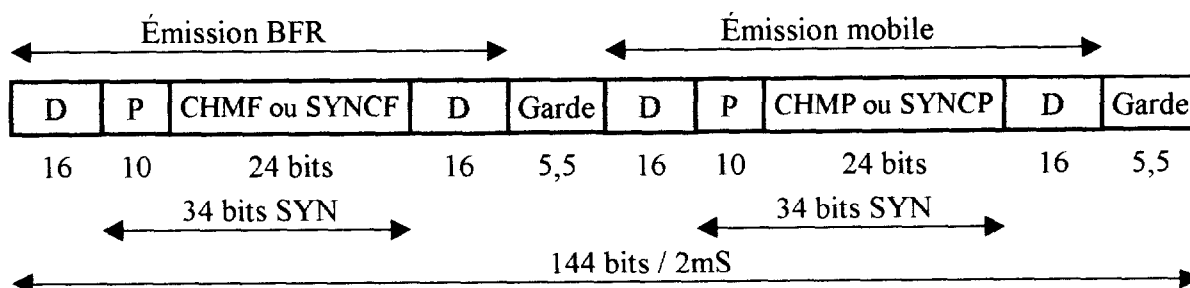 Émission BFR Émission mobile
D P CHMF ou SYNCF D Garde D P CHMP ou SYNCP D Garde
16 10 24 bits 16 5,5 16 10 24 bits 16 5,5
34 bits SYN 34 bits SYN
144 bits / 2mS